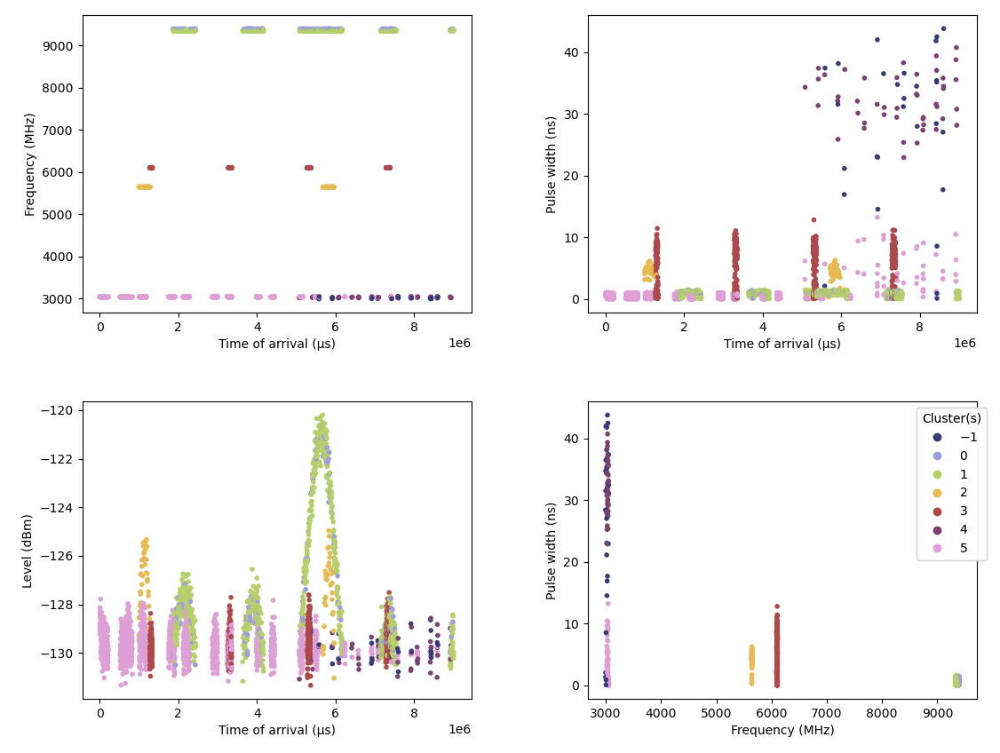 9000
8000
7000
6000
5000
4000
3000
Frequency (MHz)
0 2 4 6 8
1e6
Time of arrival (µs)
40
30
20
10
0
Pulse width (ns)
0 2 4 6 8
1e6
Time of arrival (µs)
−120
−122
−124
−126
−128
−130
Level (dBm)
0 2 4 6 8
1e6
Time of arrival (µs)
40
30
20
10
0
Pulse width (ns)
3000 4000 5000 6000 7000 8000 9000
Frequency (MHz)
Cluster(s)
−1
0
1
2
3
4
5